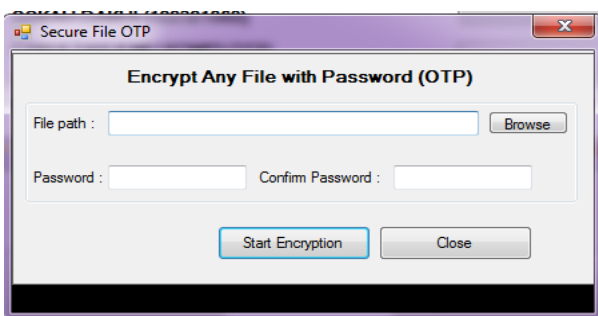 Secure File OTP
Encrypt Any File with Password (OTP)
File path :
Browse
Password :
Confirm Password :
Start Encryption
Close